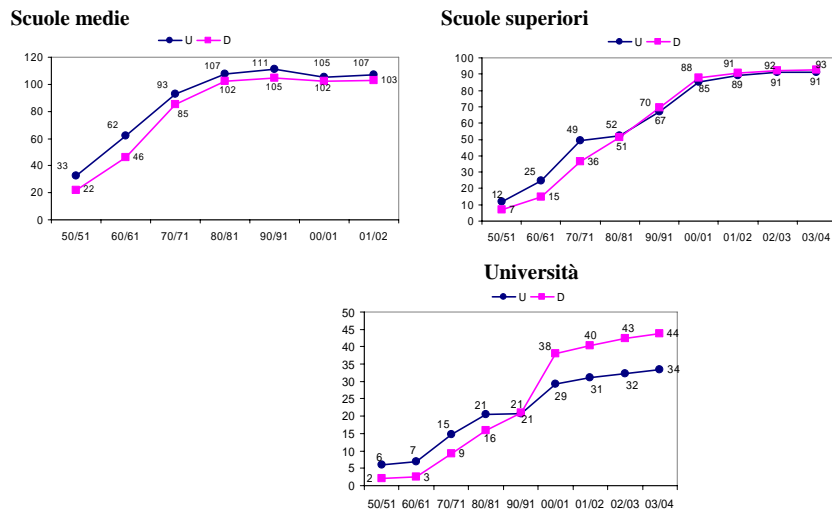 Scuole medie
U D
120
100
80
60
40
20
0
33 62 93 107 111 105 107
22 46 85 102 105 102 103
50/51 60/61 70/71 80/81 90/91 00/01 01/02
Scuole superiori
U D
100
90
80
70
60
50
40
30
20
10
0
12 25 49 52 70 88 91 92 93
7 15 36 51 67 85 89 91 91
50/51 60/61 70/71 80/81 90/91 00/01 01/02 02/03 03/04
Università
U D
50
45
40
35
30
25
20
15
10
5
0
6 7 15 21 21 38 40 43 44
2 3 9 16 21 29 31 32 34
50/51 60/61 70/71 80/81 90/91 00/01 01/02 02/03 03/04